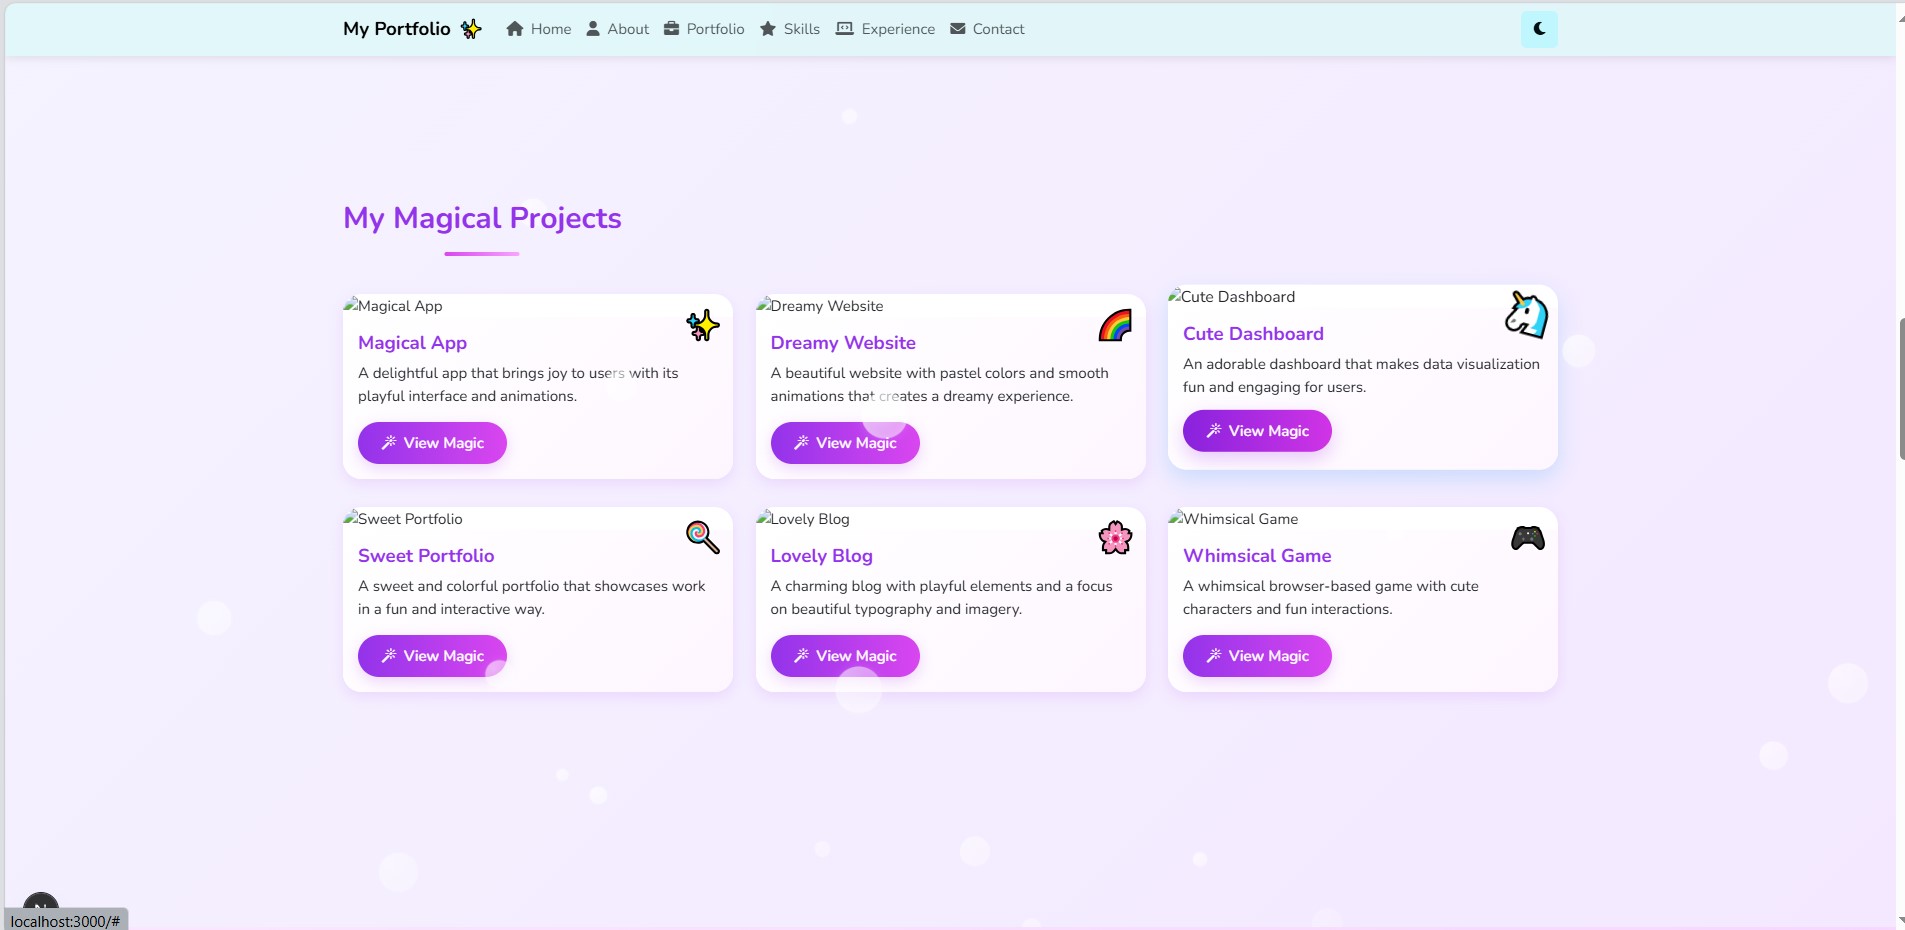 My Portfolio ✨ Home About Portfolio Skills Experience Contact
My Magical Projects
Magical App
Magical App
A delightful app that brings joy to users with its
playful interface and animations.
View Magic
Dreamy Website
Dreamy Website
A beautiful website with pastel colors and smooth
animations that creates a dreamy experience.
View Magic
Cute Dashboard
Cute Dashboard
An adorable dashboard that makes data visualization
fun and engaging for users.
View Magic
Sweet Portfolio
Sweet Portfolio
A sweet and colorful portfolio that showcases work
in a fun and interactive way.
View Magic
Lovely Blog
Lovely Blog
A charming blog with playful elements and a focus
on beautiful typography and imagery.
View Magic
Whimsical Game
Whimsical Game
A whimsical browser-based game with cute
characters and fun interactions.
View Magic
localhost:3000/#